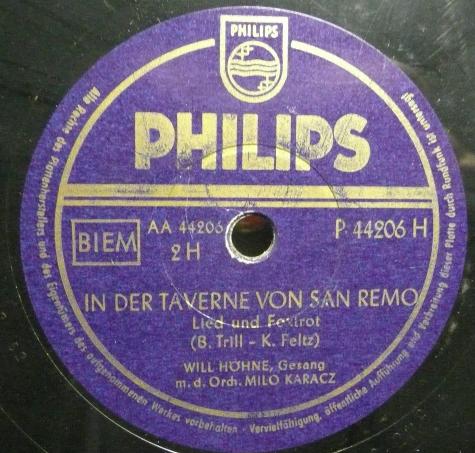 PHILIPS
PHILIPS
BIEM
AA 44206
2 H
P 44206 H
IN DER TAVERNE VON SAN REMO
Lied und Foxtrot
(B. Trill - K. Feltz)
WILL HÖHNE, Gesang
m. d. Orch. MILO KARACZ
Alle Rechte des Plattenherstellers und des Eigentümers des aufgenommenen Werkes vorbehalten - Vervielfältigung, öffentliche Aufführung und Verbreitung dieser Platte durch Rundfunk ist untersagt